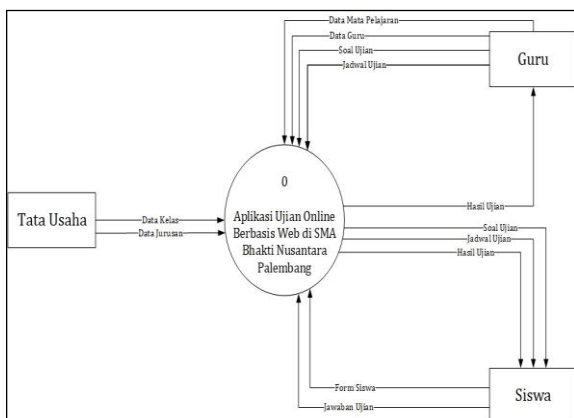 Data Mata Pelajaran
Data Guru
Soal Ujian
Jadwal Ujian
Guru
0
Aplikasi Ujian Online
Berbasis Web di SMA
Bhakti Nusantara
Palembang
Hasil Ujian
Tata Usaha
Data Kelas
Data Jurusan
Soal Ujian
Jadwal Ujian
Hasil Ujian
Form Siswa
Jawaban Ujian
Siswa